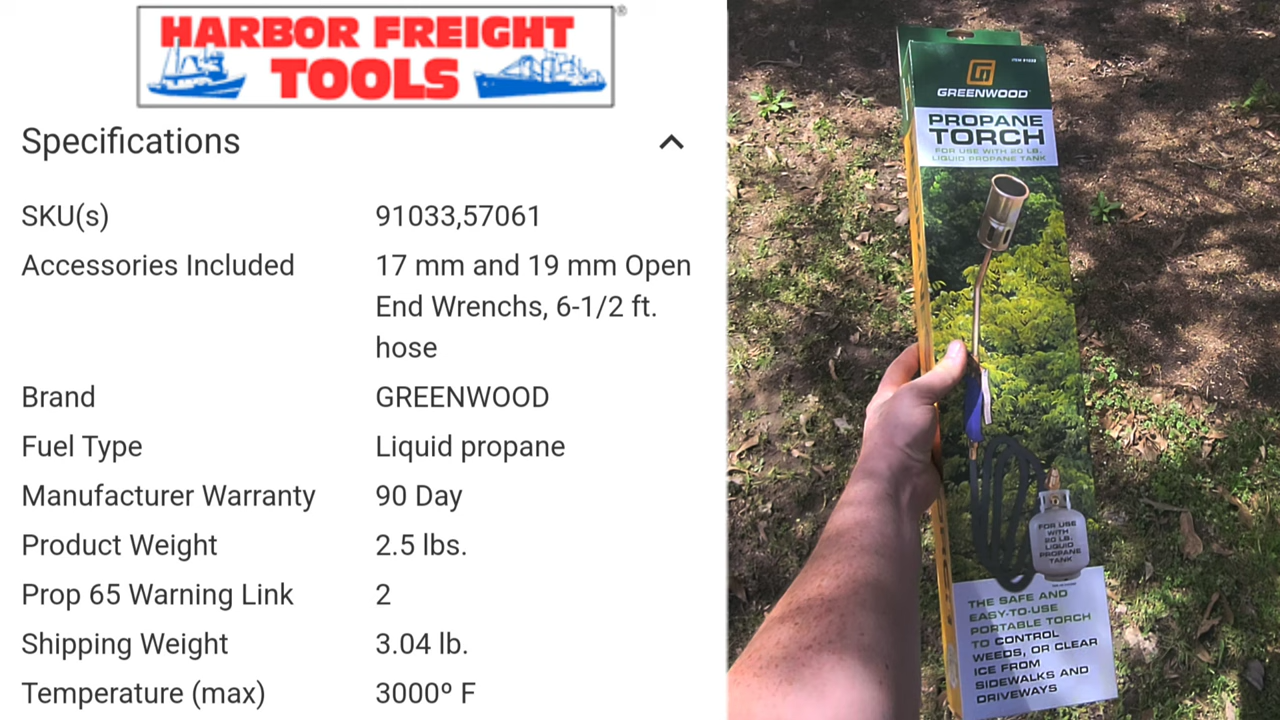 HARBOR FREIGHT
TOOLS
®
Specifications
SKU(s) 91033,57061
Accessories Included 17 mm and 19 mm Open
End Wrenchs, 6-1/2 ft.
hose
Brand GREENWOOD
Fuel Type Liquid propane
Manufacturer Warranty 90 Day
Product Weight 2.5 lbs.
Prop 65 Warning Link 2
Shipping Weight 3.04 lb.
Temperature (max) 3000º F
GREENWOOD
PROPANE
TORCH
FOR USE WITH 20 LB.
LIQUID PROPANE TANK
FOR USE
WITH
20 LB.
LIQUID
PROPANE
TANK
THE SAFE AND
EASY-TO-USE
PORTABLE TORCH
TO CONTROL
WEEDS, OR CLEAR
ICE FROM
SIDEWALKS AND
DRIVEWAYS